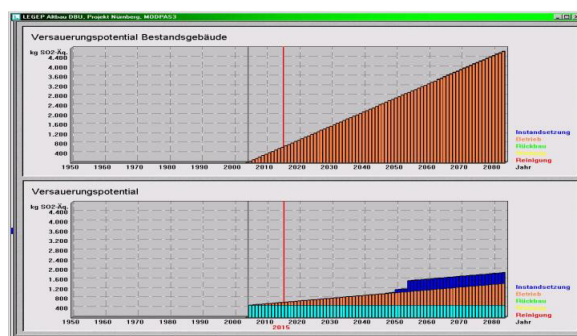 LEGEP Altbau DBU, Projekt Nürnberg, MODPAS3
Versauerungspotential Bestandsgebäude
kg SO2-Äq.
4.400
3.600
3.200
2.800
2.400
2.000
1.600
1.200
800
400
1950 1960 1970 1980 1990 2000 2010 2020 2030 2040 2050 2060 2070 2080
Instandsetzung
Betrieb
Rückbau
Reinigung
Jahr
Versauerungspotential
kg SO2-Äq.
4.400
3.600
3.200
2.800
2.400
2.000
1.600
1.200
800
400
1950 1960 1970 1980 1990 2000 2010 2020 2030 2040 2050 2060 2070 2080
2015
Instandsetzung
Betrieb
Rückbau
Reinigung
Jahr